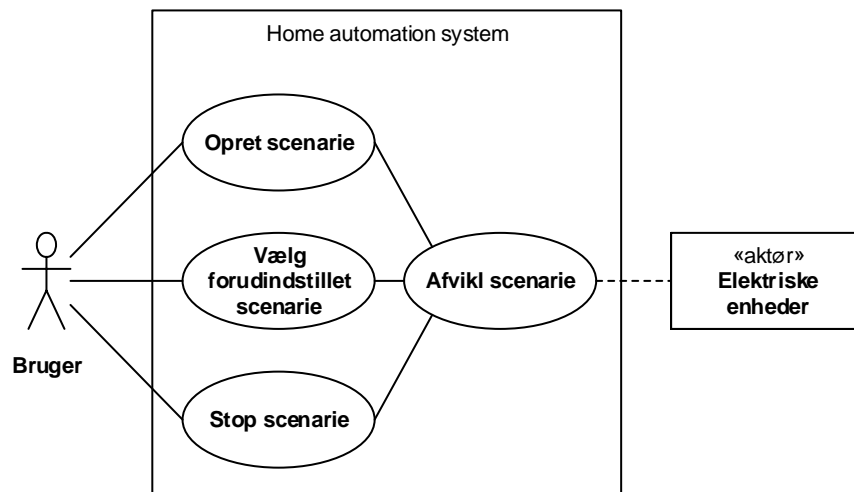 Home automation system
Opret scenarie
Vælg
forudindstillet
scenarie
Afvikl scenarie
«aktør»
Elektriske
enheder
Bruger
Stop scenarie